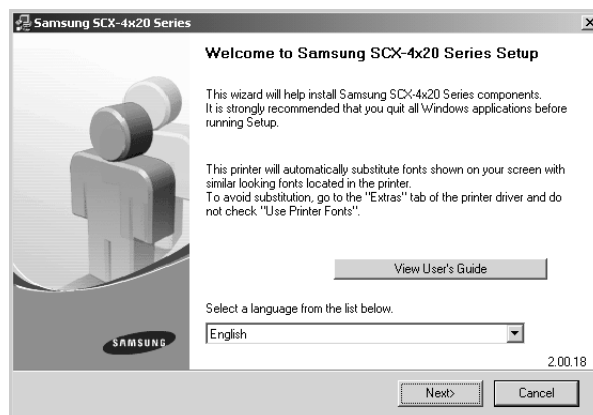 Samsung SCX-4x20 Series
Welcome to Samsung SCX-4x20 Series Setup
This wizard will help install Samsung SCX-4x20 Series components.
It is strongly recommended that you quit all Windows applications before
running Setup.
This printer will automatically substitute fonts shown on your screen with
similar looking fonts located in the printer.
To avoid substitution, go to the "Extras" tab of the printer driver and do
not check "Use Printer Fonts".
View User's Guide
Select a language from the list below.
English
SAMSUNG
2.00.18
Next>
Cancel